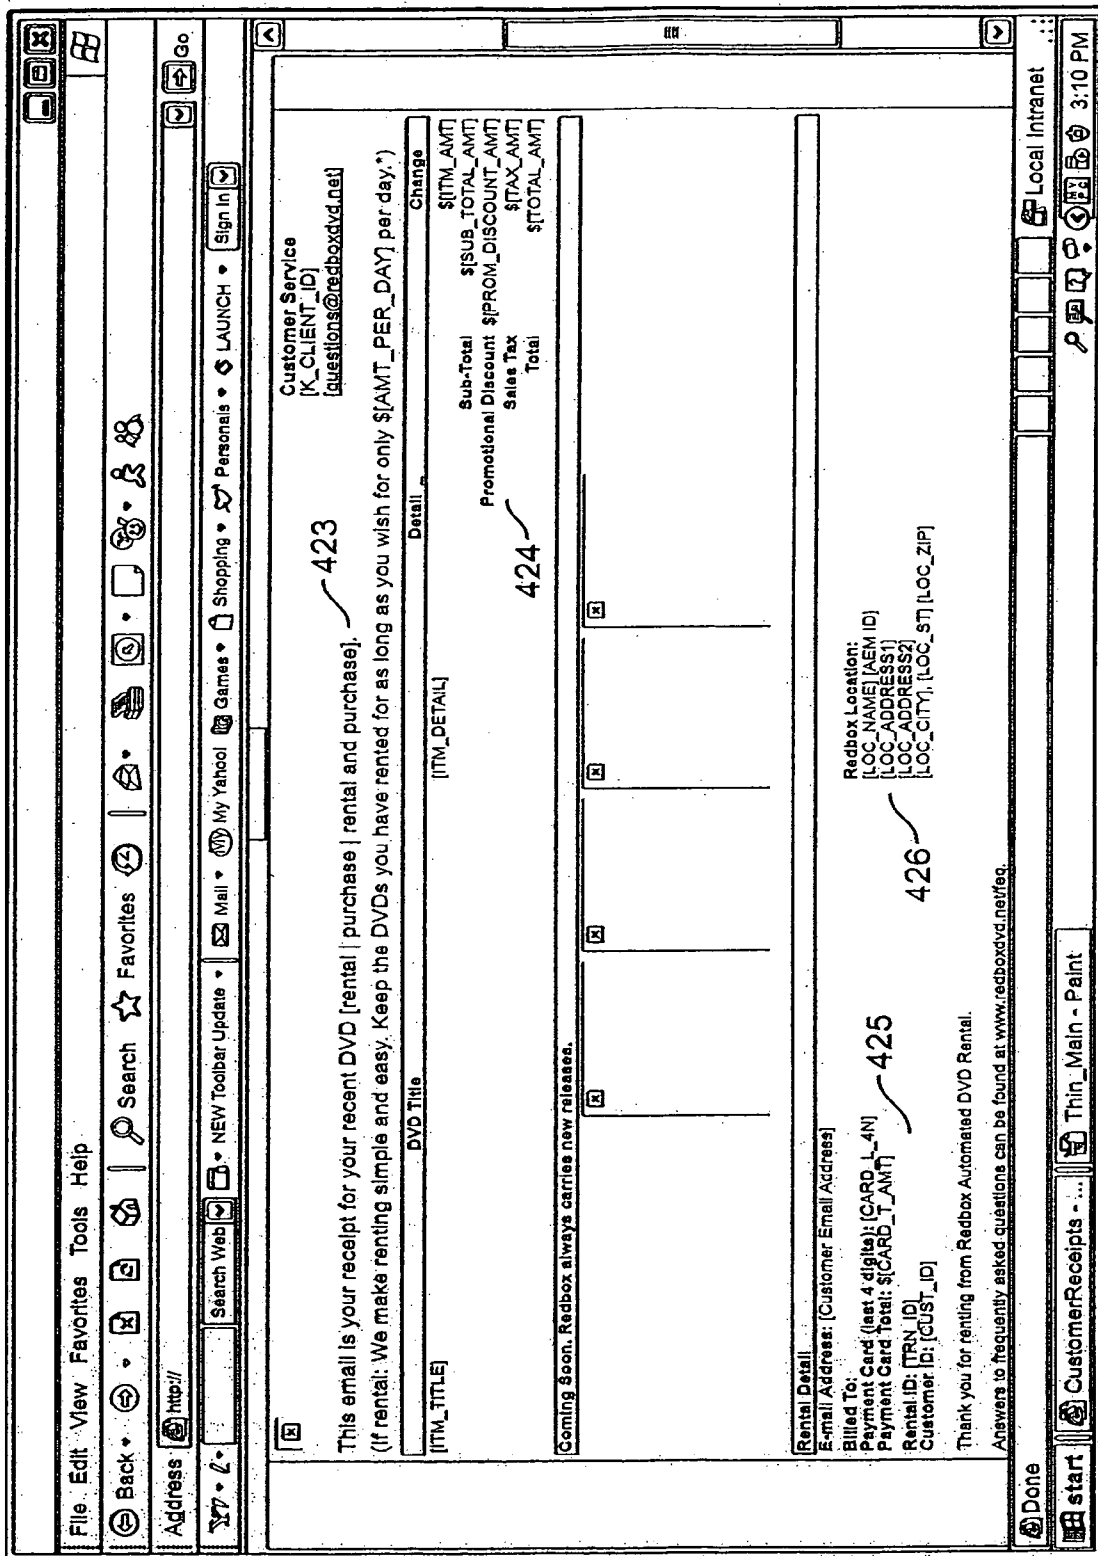 File Edit View Favorites Tools Help
Back Search Favorites
Address http:// Go
Search Web NEW Toolbar Update Mail My Yahoo! Games Shopping Personals LAUNCH Sign In
Customer Service
[K_CLIENT_ID]
[questions@redboxdvd.net]
This email is your receipt for your recent DVD [rental | purchase | rental and purchase].
423
(If rental: We make renting simple and easy. Keep the DVDs you have rented for as long as you wish for only $[AMT_PER_DAY] per day.*)
DVD Title Detail Change
[ITM_TITLE] [ITM_DETAIL] $[ITM_AMT]
Sub-Total $[SUB_TOTAL_AMT]
Promotional Discount $[PROM_DISCOUNT_AMT]
Sales Tax $[TAX_AMT]
Total $[TOTAL_AMT]
424
Coming Soon. Redbox always carries new releases.
Rental Detail
E-mail Address: [Customer Email Address]
Billed To:
Payment Card (last 4 digits): [CARD_L_4N]
Payment Card Total: $[CARD_T_AMT]
425
Rental ID: [TRN_ID]
Customer ID: [CUST_ID]
Redbox Location:
[LOC_NAME] [AEM ID]
[LOC_ADDRESS1]
[LOC_ADDRESS2]
[LOC_CITY], [LOC_ST] [LOC_ZIP]
426
Thank you for renting from Redbox Automated DVD Rental.
Answers to frequently asked questions can be found at www.redboxdvd.net/faq.
Done Local Intranet
start CustomerReceipts - ... Thin_Main - Paint 3:10 PM